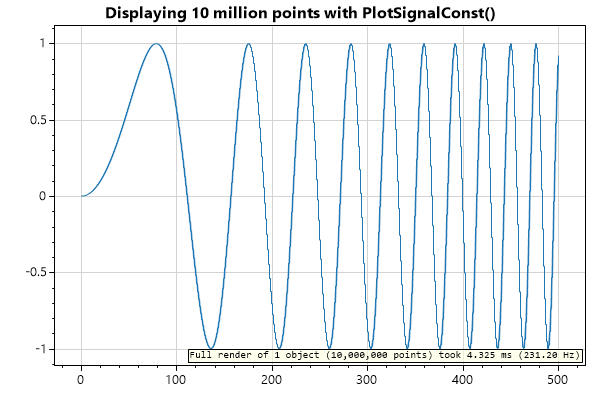 Displaying 10 million points with PlotSignalConst()
1
0.5
0
-0.5
-1
Full render of 1 object (10,000,000 points) took 4.325 ms (231.20 Hz)
0 100 200 300 400 500